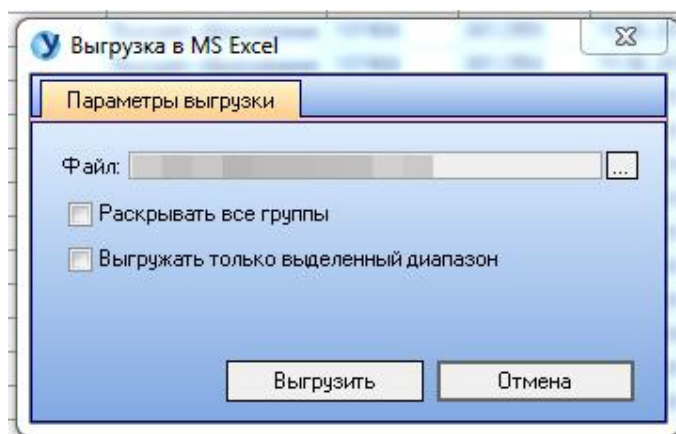 Выгрузка в MS Excel
Параметры выгрузки
Файл: ...
Раскрывать все группы
Выгружать только выделенный диапазон
Выгрузить Отмена